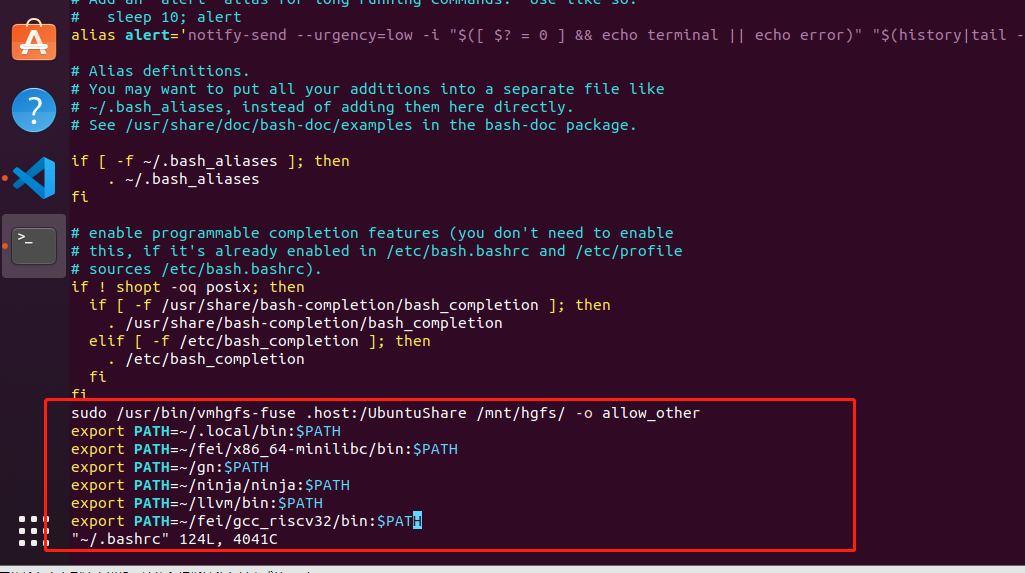 # Add an "alert" alias for long running commands.  Use like so:
#   sleep 10; alert
alias alert='notify-send --urgency=low -i "$([ $? = 0 ] && echo terminal || echo error)" "$(history|tail -

# Alias definitions.
# You may want to put all your additions into a separate file like
# ~/.bash_aliases, instead of adding them here directly.
# See /usr/share/doc/bash-doc/examples in the bash-doc package.

if [ -f ~/.bash_aliases ]; then
    . ~/.bash_aliases
fi

# enable programmable completion features (you don't need to enable
# this, if it's already enabled in /etc/bash.bashrc and /etc/profile
# sources /etc/bash.bashrc).
if ! shopt -oq posix; then
  if [ -f /usr/share/bash-completion/bash_completion ]; then
    . /usr/share/bash-completion/bash_completion
  elif [ -f /etc/bash_completion ]; then
    . /etc/bash_completion
  fi
fi
sudo /usr/bin/vmhgfs-fuse .host:/UbuntuShare /mnt/hgfs/ -o allow_other
export PATH=~/.local/bin:$PATH
export PATH=~/fei/x86_64-minilibc/bin:$PATH
export PATH=~/gn:$PATH
export PATH=~/ninja/ninja:$PATH
export PATH=~/llvm/bin:$PATH
export PATH=~/fei/gcc_riscv32/bin:$PATH
"~/.bashrc" 124L, 4041C